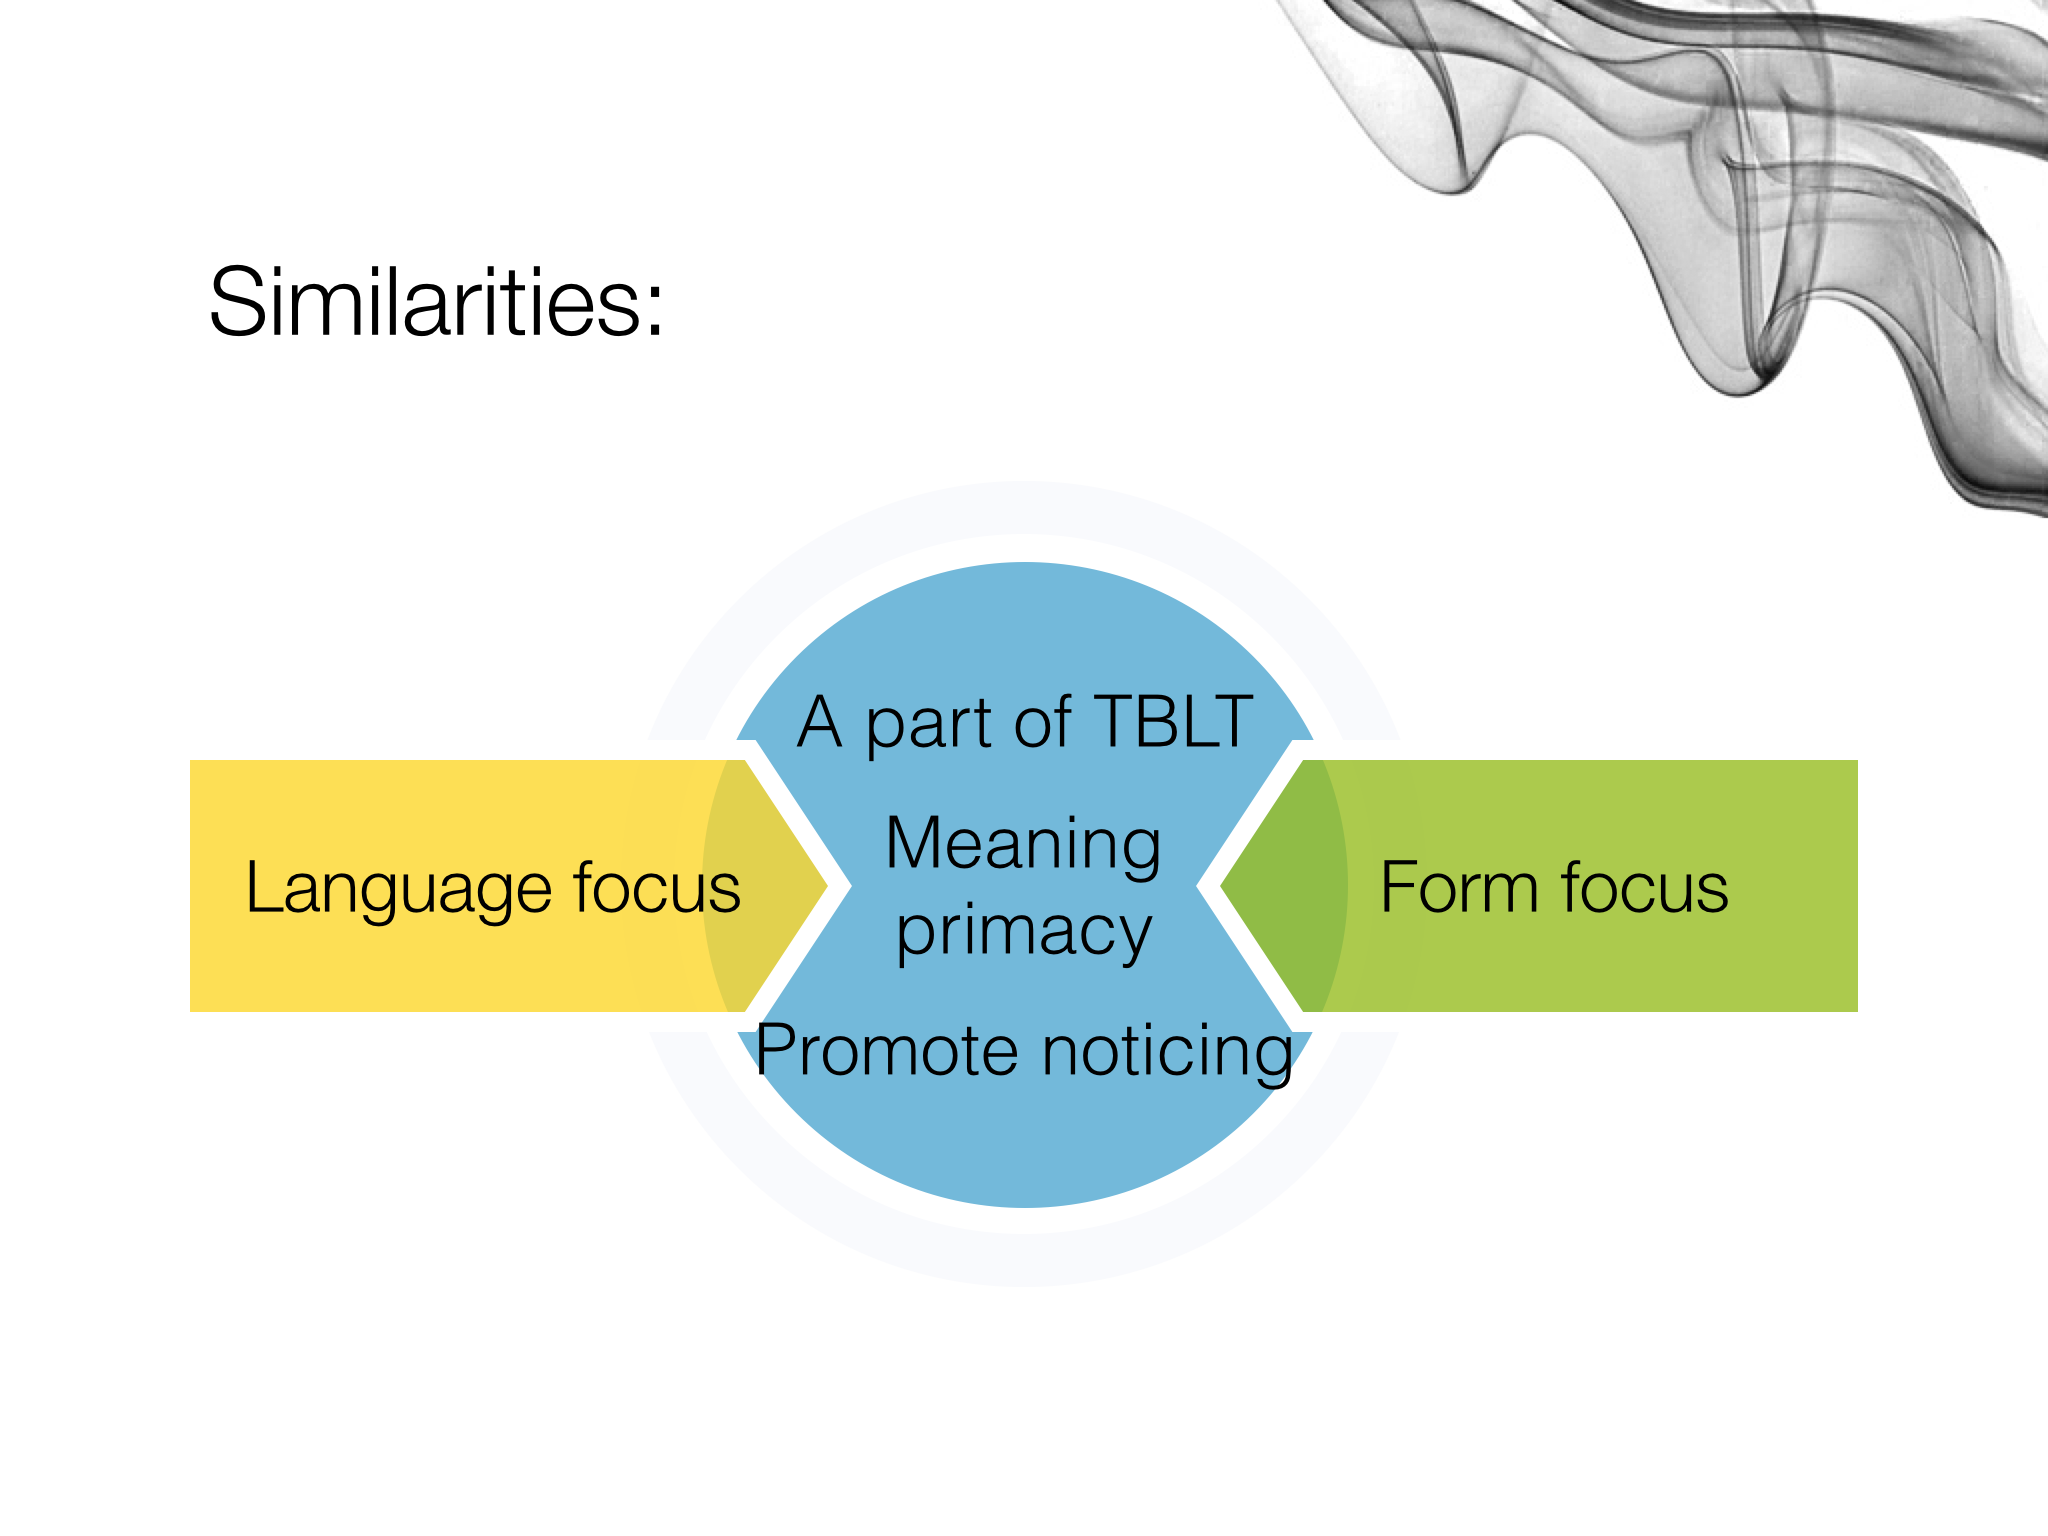 Similarities:
A part of TBLT
Meaning
primacy
Promote noticing
Language focus
Form focus